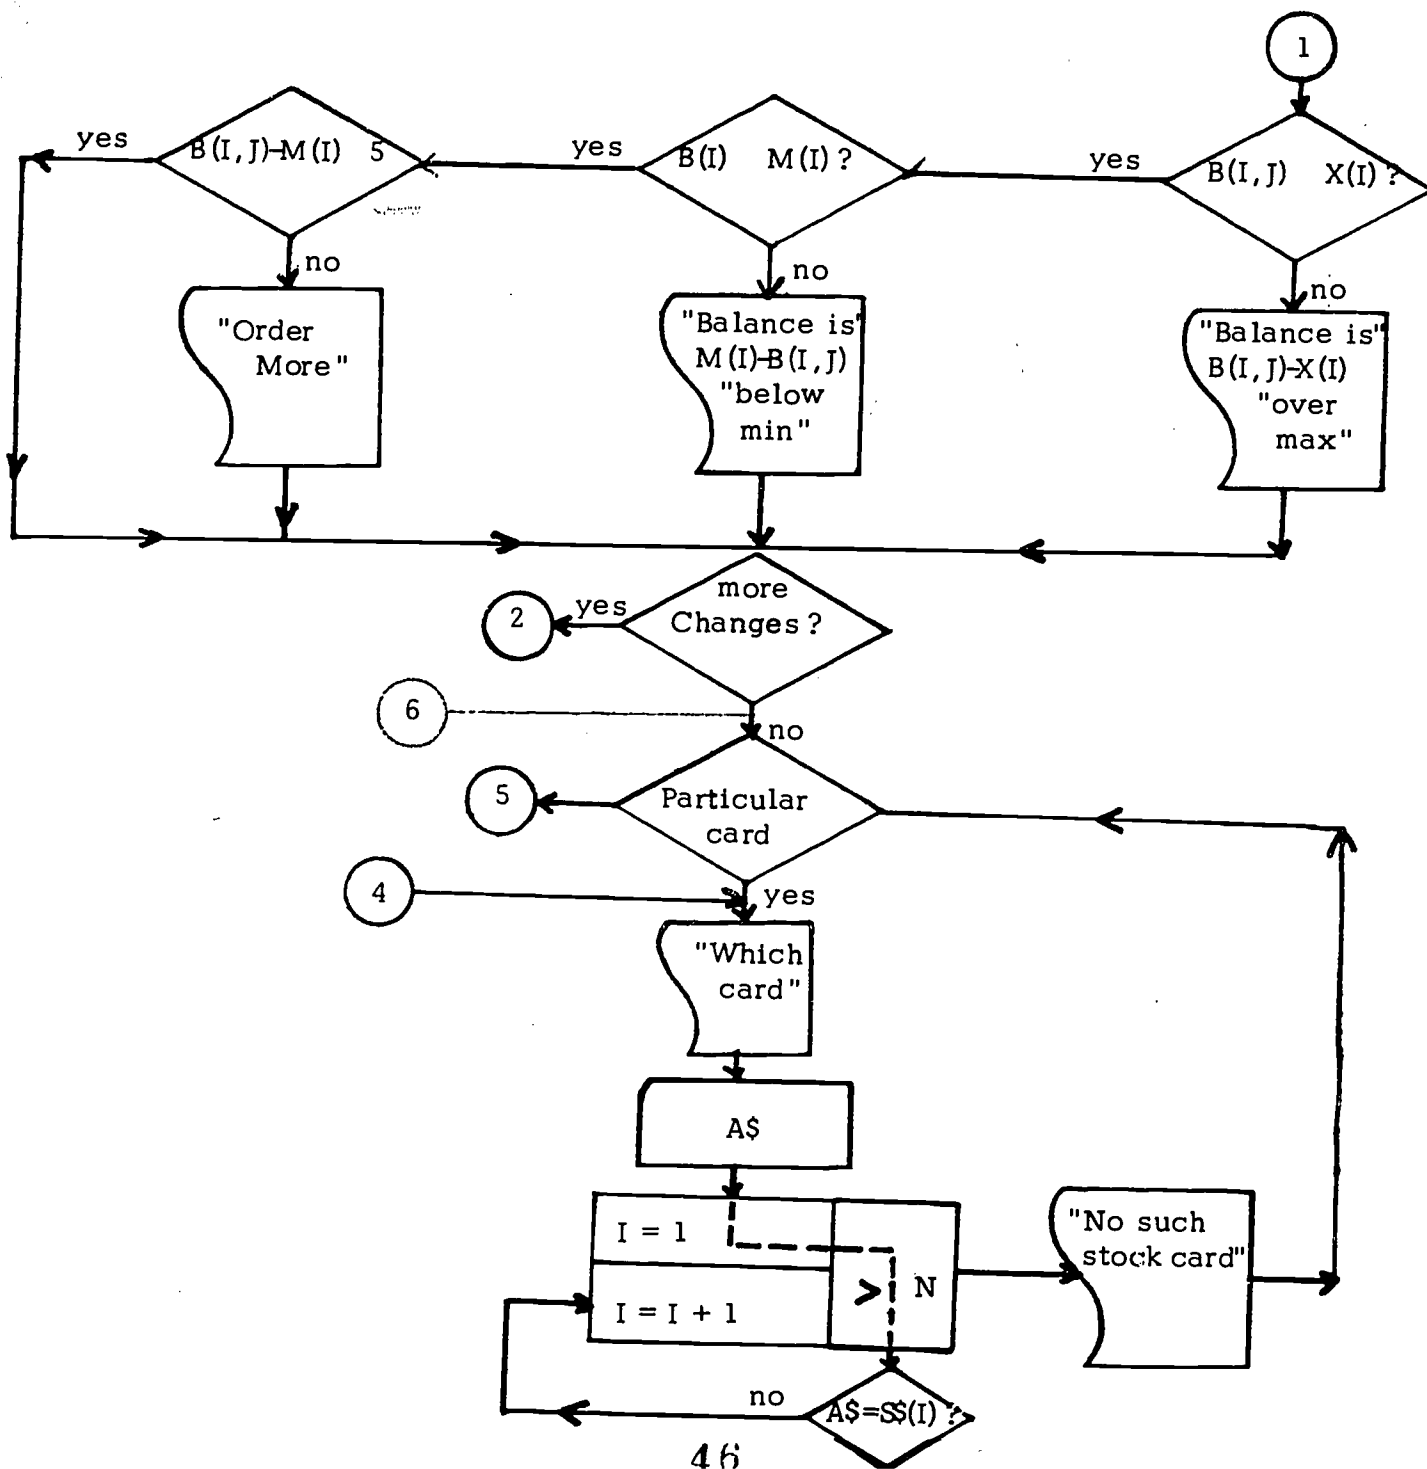 1
yes
B(I,J)-M(I) 5
yes
B(I) M(I)?
yes
B(I,J) X(I)?
no
no
no
"Order
More"
"Balance is"
M(I)-B(I,J)
"below
min"
"Balance is"
B(I,J)-X(I)
"over
max"
more
Changes?
yes
2
6
no
5
Particular
card
4
yes
"Which
card"
A$
I = 1
I = I + 1
> N
"No such
stock card"
no
A$=S$(I)?
46